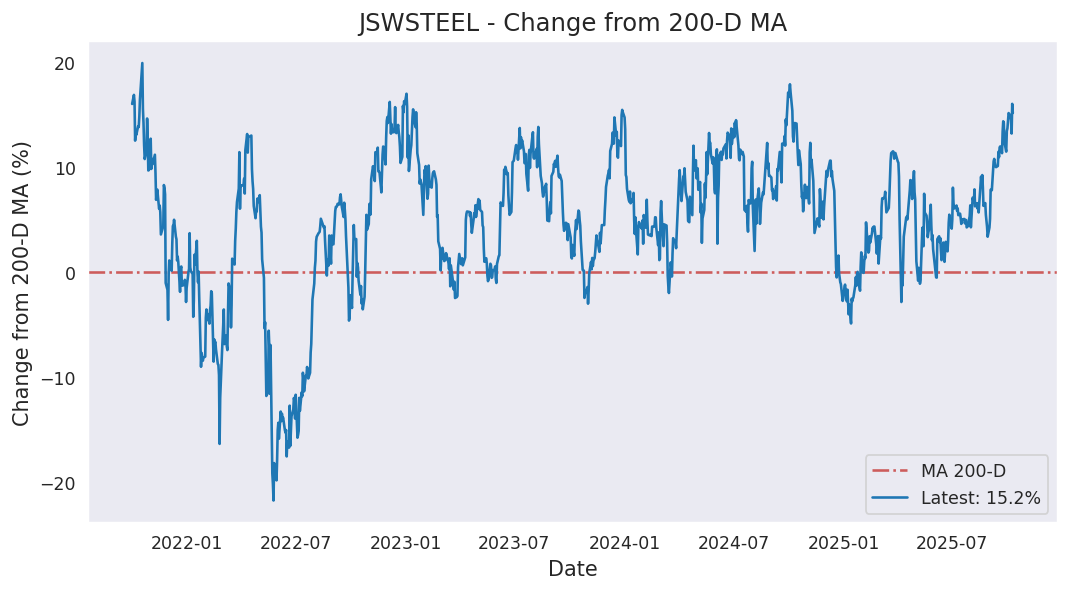 JSWSTEEL - Change from 200-D MA
Change from 200-D MA (%)
20
10
0
−10
−20
MA 200-D
Latest: 15.2%
2022-01 2022-07 2023-01 2023-07 2024-01 2024-07 2025-01 2025-07
Date